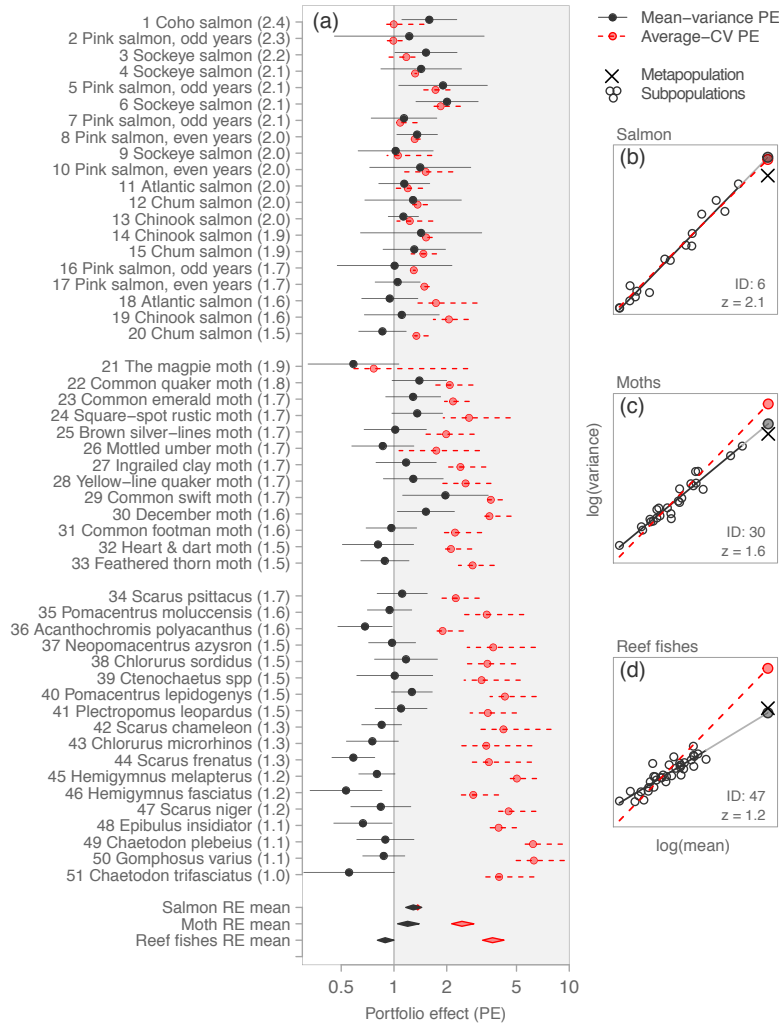 (a)
1 Coho salmon (2.4)
2 Pink salmon, odd years (2.3)
3 Sockeye salmon (2.2)
4 Sockeye salmon (2.1)
5 Pink salmon, odd years (2.1)
6 Sockeye salmon (2.1)
7 Pink salmon, odd years (2.1)
8 Pink salmon, even years (2.0)
9 Sockeye salmon (2.0)
10 Pink salmon, even years (2.0)
11 Atlantic salmon (2.0)
12 Chum salmon (2.0)
13 Chinook salmon (2.0)
14 Chinook salmon (1.9)
15 Chum salmon (1.9)
16 Pink salmon, odd years (1.7)
17 Pink salmon, even years (1.7)
18 Atlantic salmon (1.6)
19 Chinook salmon (1.6)
20 Chum salmon (1.5)
21 The magpie moth (1.9)
22 Common quaker moth (1.8)
23 Common emerald moth (1.7)
24 Square−spot rustic moth (1.7)
25 Brown silver−lines moth (1.7)
26 Mottled umber moth (1.7)
27 Ingrailed clay moth (1.7)
28 Yellow−line quaker moth (1.7)
29 Common swift moth (1.7)
30 December moth (1.6)
31 Common footman moth (1.6)
32 Heart & dart moth (1.5)
33 Feathered thorn moth (1.5)
34 Scarus psittacus (1.7)
35 Pomacentrus moluccensis (1.6)
36 Acanthochromis polyacanthus (1.6)
37 Neopomacentrus azysron (1.5)
38 Chlorurus sordidus (1.5)
39 Ctenochaetus spp (1.5)
40 Pomacentrus lepidogenys (1.5)
41 Plectropomus leopardus (1.5)
42 Scarus chameleon (1.3)
43 Chlorurus microrhinos (1.3)
44 Scarus frenatus (1.3)
45 Hemigymnus melapterus (1.2)
46 Hemigymnus fasciatus (1.2)
47 Scarus niger (1.2)
48 Epibulus insidiator (1.1)
49 Chaetodon plebeius (1.1)
50 Gomphosus varius (1.1)
51 Chaetodon trifasciatus (1.0)
Salmon RE mean
Moth RE mean
Reef fishes RE mean
0.5 1 2 5 10
Portfolio effect (PE)
Mean−variance PE
Average−CV PE
Metapopulation
Subpopulations
Salmon
(b)
ID: 6
z = 2.1
Moths
(c)
ID: 30
z = 1.6
log(variance)
Reef fishes
(d)
ID: 47
z = 1.2
log(mean)